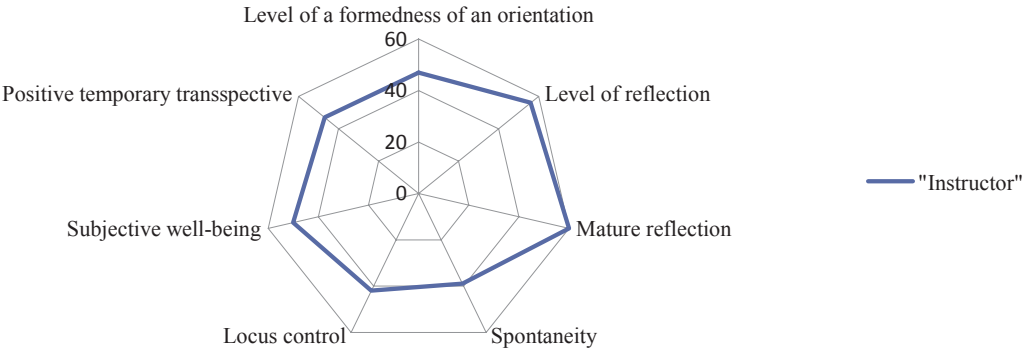 Level of a formedness of an orientation
60
Positive temporary transspective
40
Level of reflection
20
"Instructor"
0
Subjective well-being
Mature reflection
Locus control
Spontaneity